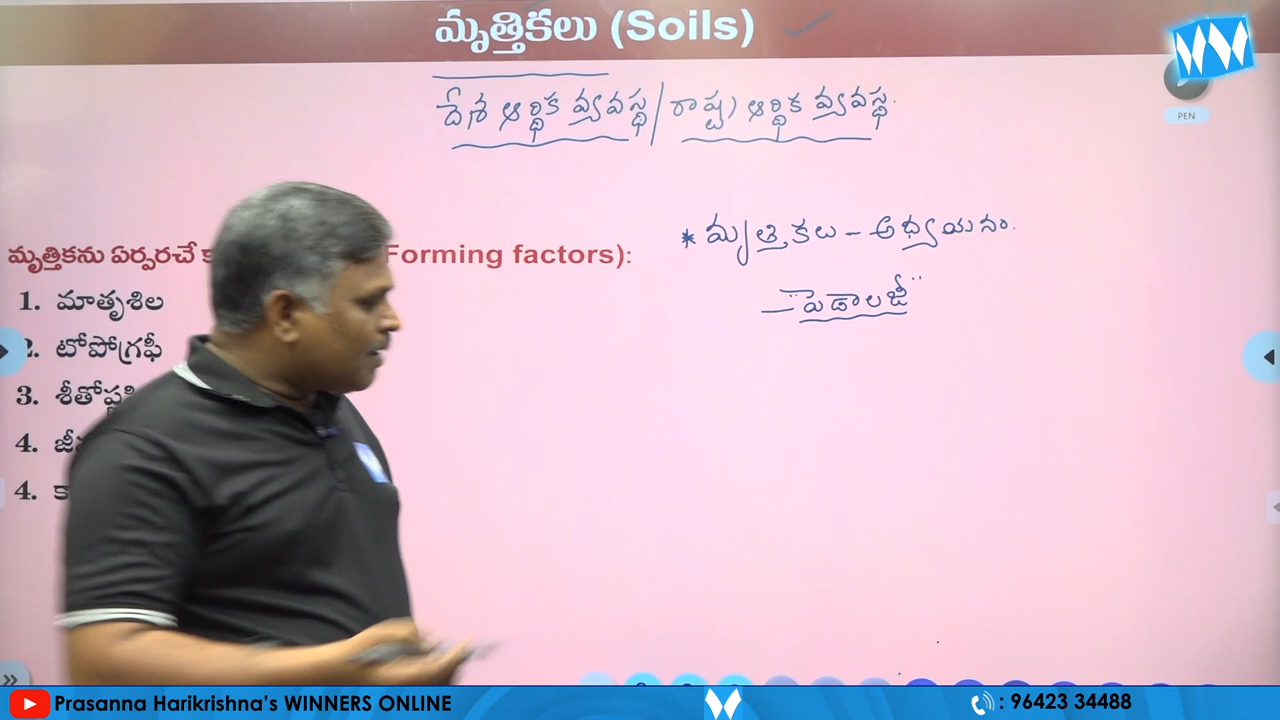 మృత్తికలు (Soils)
దేశ ఆర్థిక వ్యవస్థ / రాష్ట్ర ఆర్థిక వ్యవస్థ.
PEN
* మృత్తికలు - అధ్యయనం.
మృత్తికను ఏర్పరచే Forming factors):
1. మాతృశిల
- "పెడాలజీ"
2. టోపోగ్రఫీ
3.
4.
4.
Prasanna Harikrishna's WINNERS ONLINE
: 96423 34488